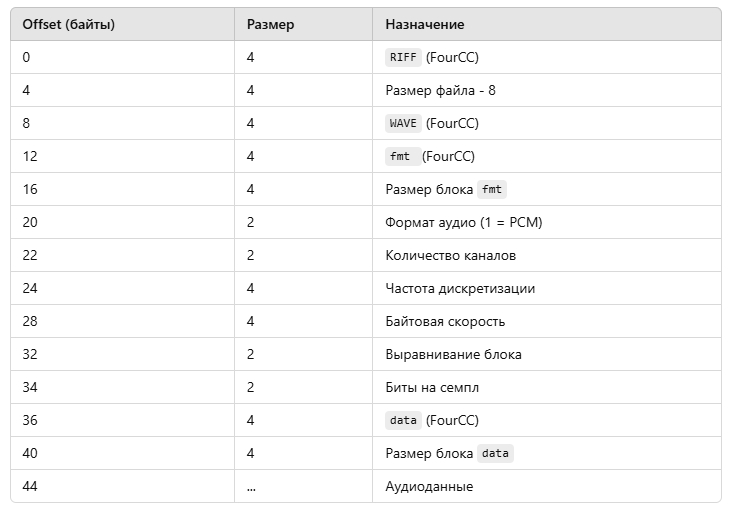 Offset (байты) Размер Назначение
0 4 RIFF (FourCC)
4 4 Размер файла - 8
8 4 WAVE (FourCC)
12 4 fmt (FourCC)
16 4 Размер блока fmt
20 2 Формат аудио (1 = PCM)
22 2 Количество каналов
24 4 Частота дискретизации
28 4 Байтовая скорость
32 2 Выравнивание блока
34 2 Биты на семпл
36 4 data (FourCC)
40 4 Размер блока data
44 ... Аудиоданные